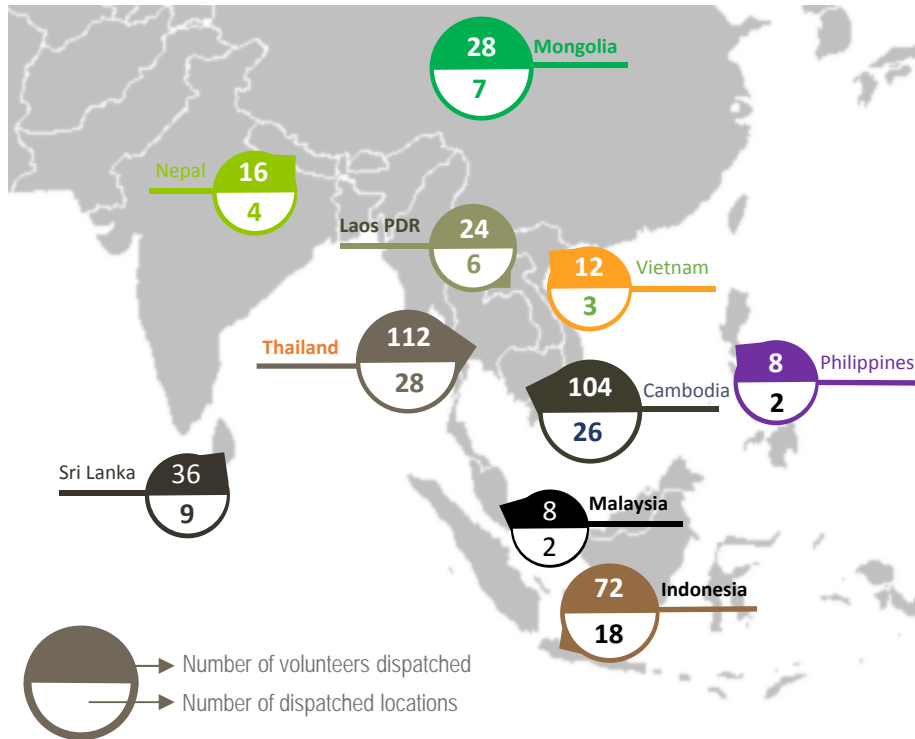 28 Mongolia
7
Nepal 16
4
Laos PDR 24
6
12 Vietnam
3
Thailand 112
28
8 Philippines
2
104 Cambodia
26
Sri Lanka 36
9
8 Malaysia
2
72 Indonesia
18
Number of volunteers dispatched
Number of dispatched locations